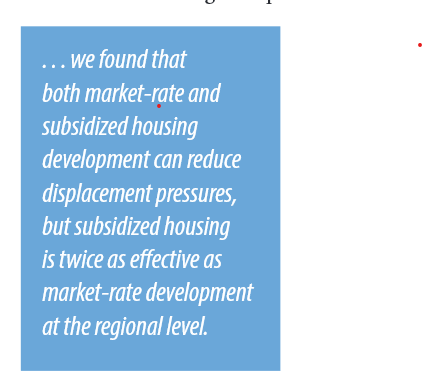 . . . we found that
both market-rate and
subsidized housing
development can reduce
displacement pressures,
but subsidized housing
is twice as effective as
market-rate development
at the regional level.